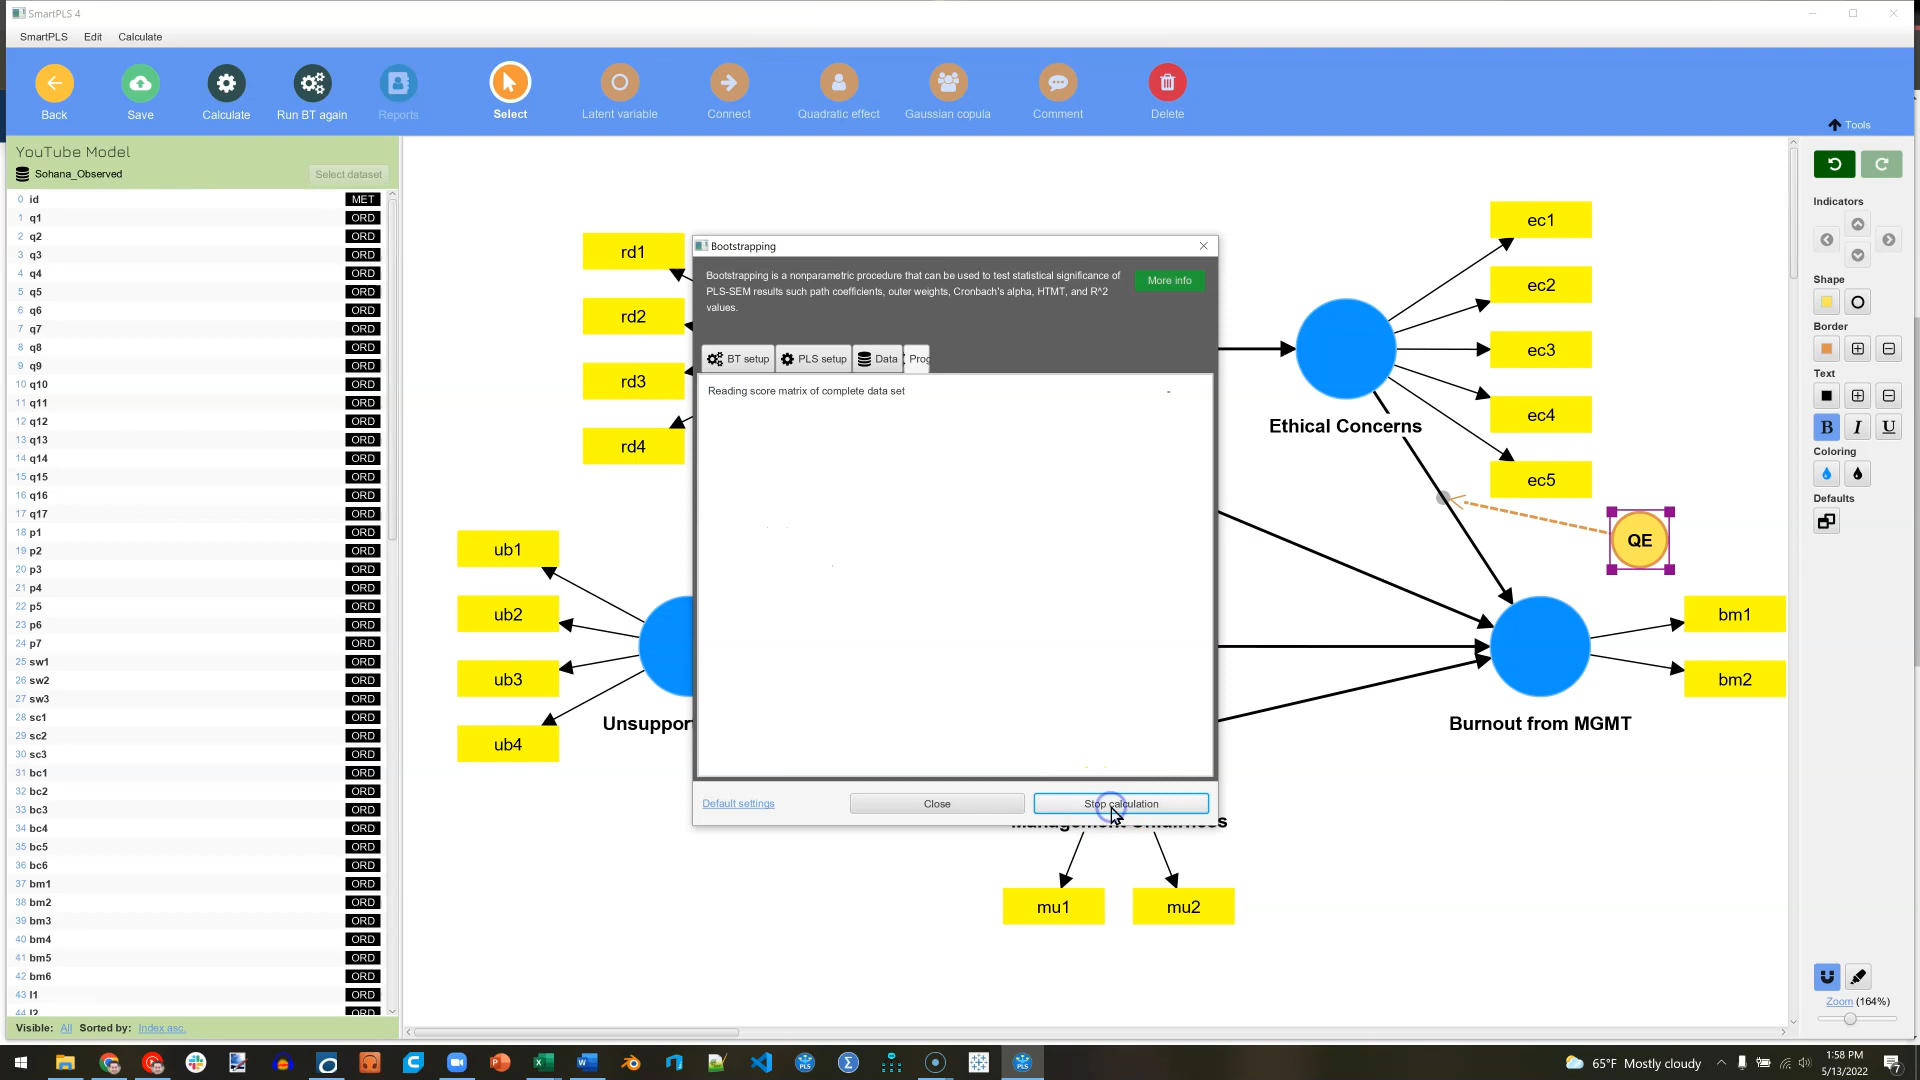 SmartPLS 4
SmartPLS Edit Calculate
Back Save Calculate Run BT again Reports Select Latent variable Connect Quadratic effect Gaussian copula Comment Delete
Tools
YouTube Model
Sohana_Observed Select dataset
0 id MET
1 q1 ORD
2 q2 ORD
3 q3 ORD
4 q4 ORD
5 q5 ORD
6 q6 ORD
7 q7 ORD
8 q8 ORD
9 q9 ORD
10 q10 ORD
11 q11 ORD
12 q12 ORD
13 q13 ORD
14 q14 ORD
15 q15 ORD
16 q16 ORD
17 q17 ORD
18 p1 ORD
19 p2 ORD
20 p3 ORD
21 p4 ORD
22 p5 ORD
23 p6 ORD
24 p7 ORD
25 sw1 ORD
26 sw2 ORD
27 sw3 ORD
28 sc1 ORD
29 sc2 ORD
30 sc3 ORD
31 bc1 ORD
32 bc2 ORD
33 bc3 ORD
34 bc4 ORD
35 bc5 ORD
36 bc6 ORD
37 bm1 ORD
38 bm2 ORD
39 bm3 ORD
40 bm4 ORD
41 bm5 ORD
42 bm6 ORD
43 l1 ORD
44 l2 ORD
Visible: All Sorted by: Index asc.
rd1
rd2
rd3
rd4
ub1
ub2
ub3
ub4
Unsuppor
Bootstrapping
Bootstrapping is a nonparametric procedure that can be used to test statistical significance of
PLS-SEM results such path coefficients, outer weights, Cronbach's alpha, HTMT, and R^2
values.
More info
BT setup PLS setup Data Prog
Reading score matrix of complete data set -
Default settings Close Stop calculation
mu1 mu2
ec1
ec2
ec3
ec4
ec5
Ethical Concerns
QE
bm1
bm2
Burnout from MGMT
Indicators
Shape
Border
Text
B I U
Coloring
Defaults
Zoom (164%)
65°F Mostly cloudy
1:58 PM
5/13/2022
7